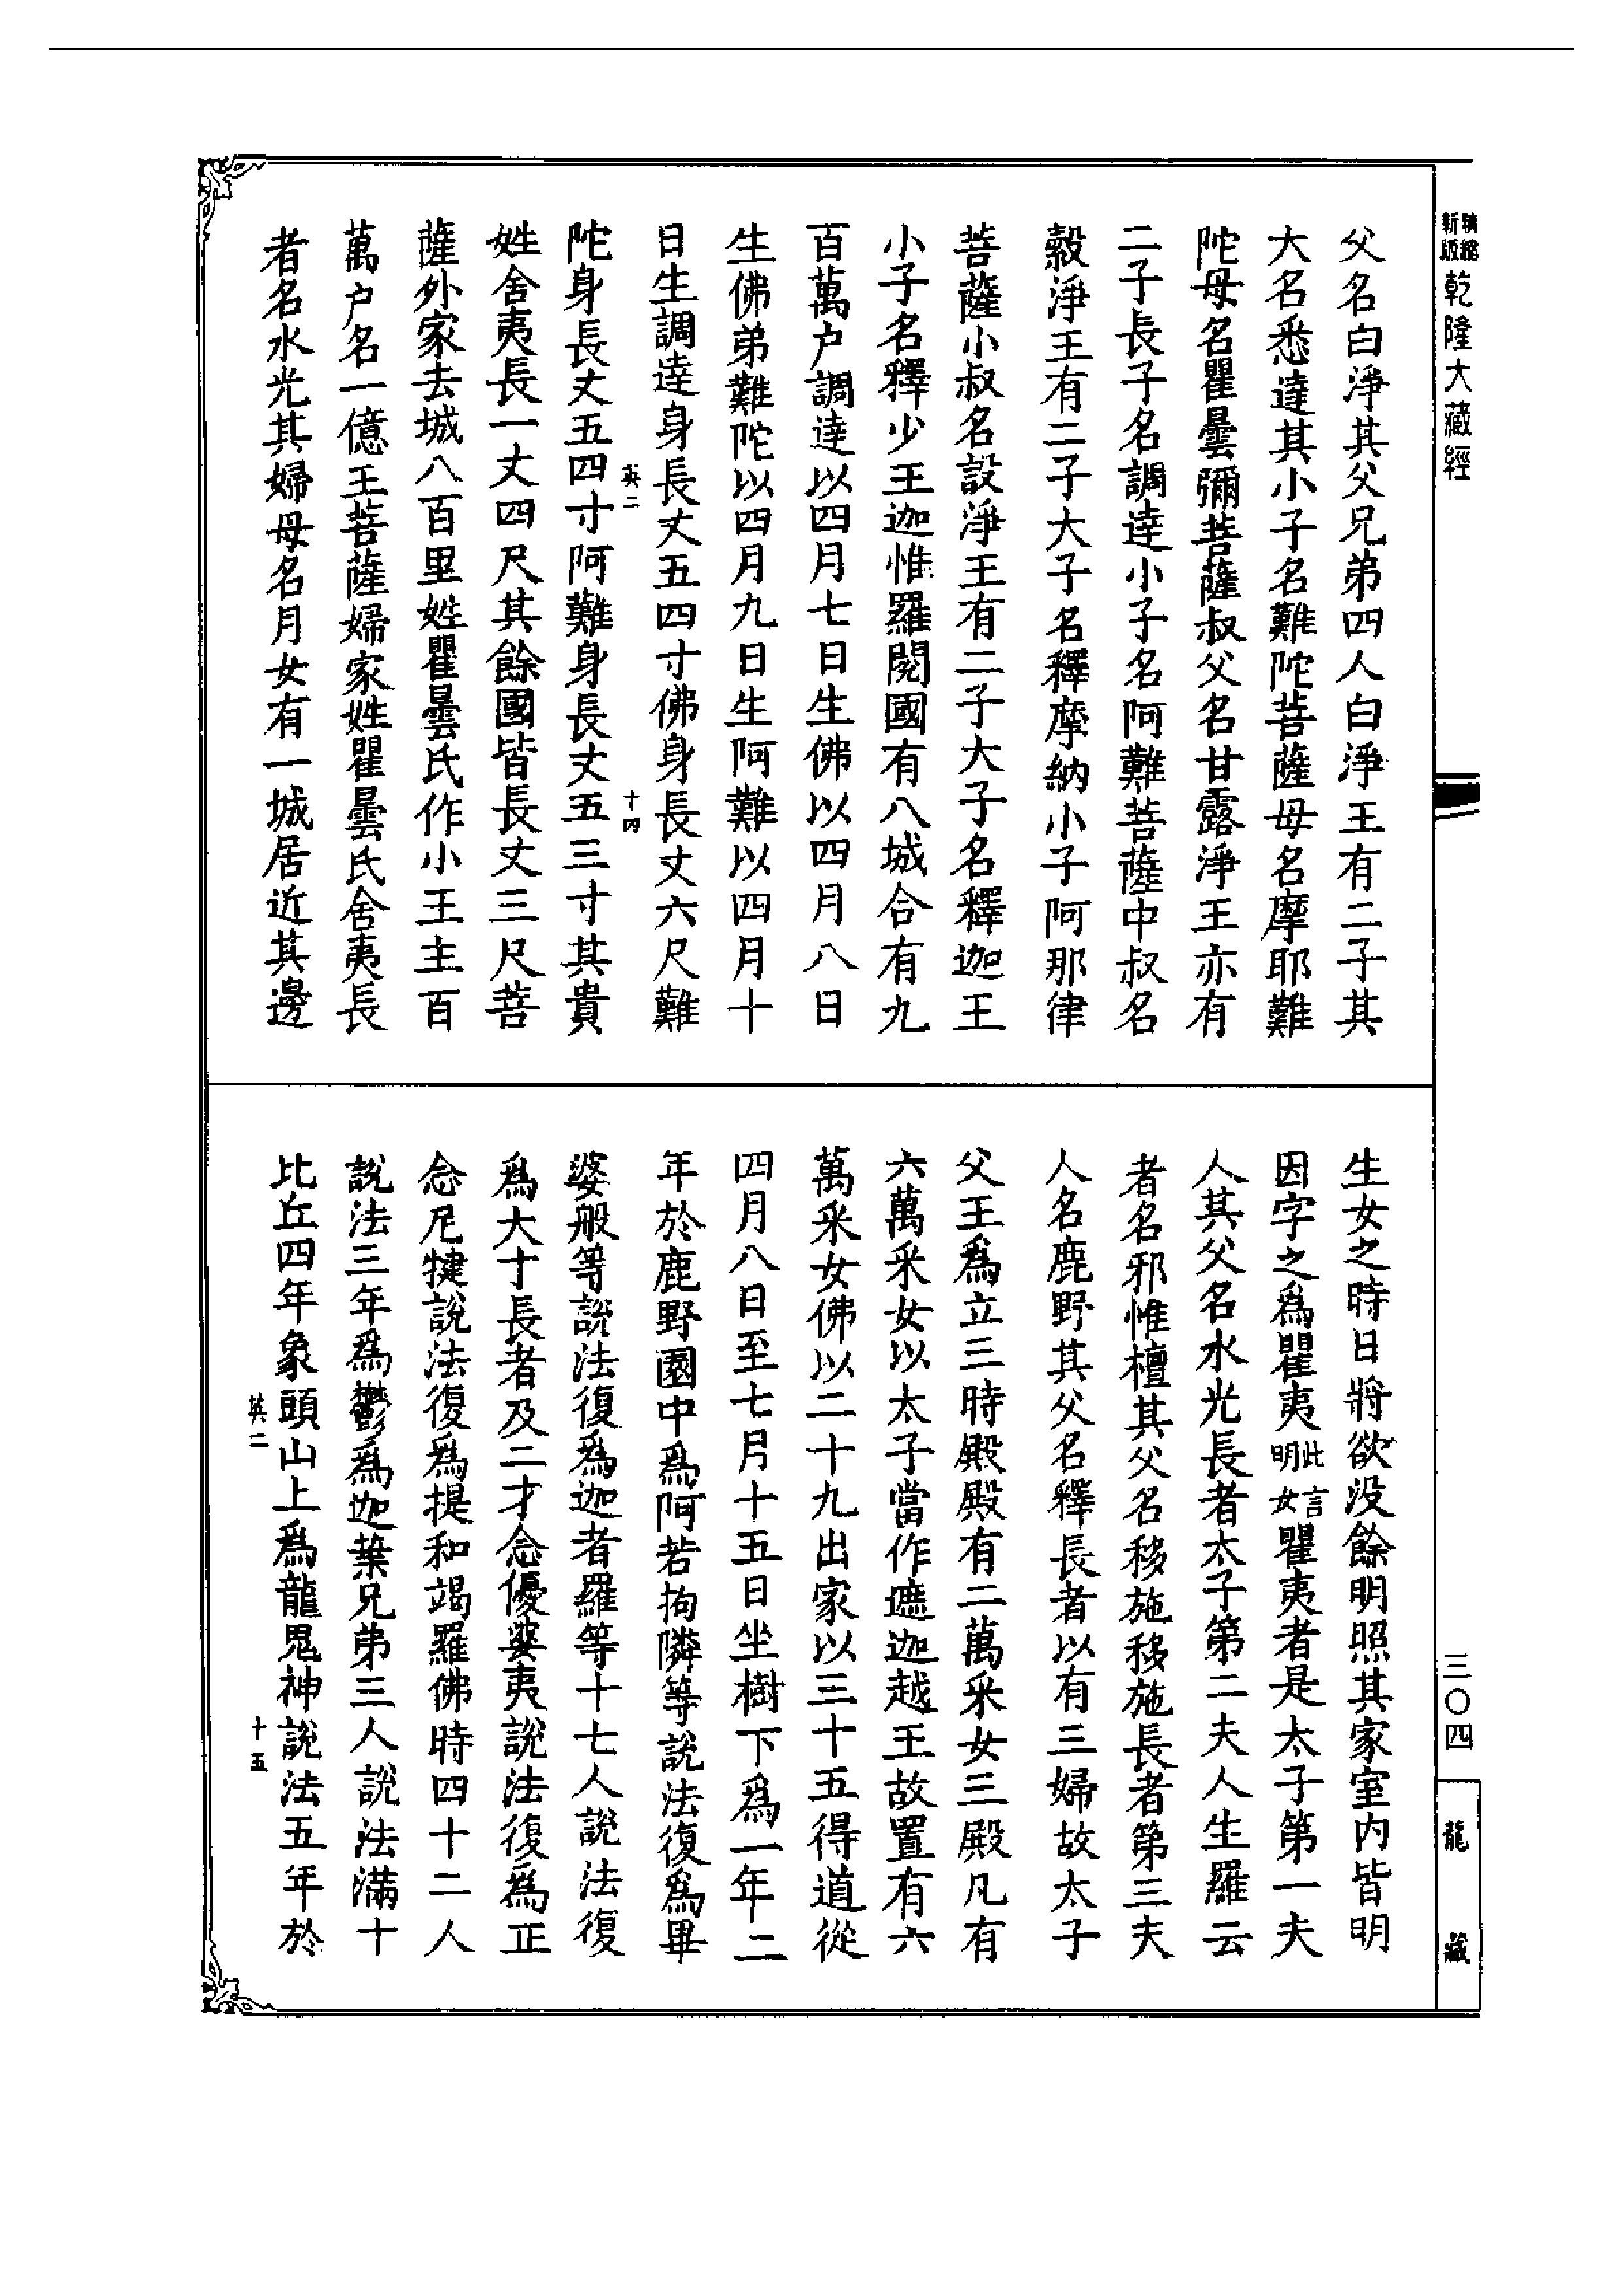 精縮新版乾隆大藏經
父名白淨其父兄弟四人白淨王有二子其
大名悉達其小子名難陀菩薩母名摩耶難
陀母名瞿曇彌菩薩叔父名甘露淨王亦有
二子長子名調達小子名阿難菩薩中叔名
穀淨王有二子大子名釋摩納小子阿那律
菩薩小叔名設淨王有二子大子名釋迦王
小子名釋少王迦惟羅閱國有八城合有九
百萬户調達以四月七日生佛以四月八日
生佛弟難陀以四月九日生阿難以四月十
日生調達身長丈五四寸佛身長丈六尺難
英二
十四
陀身長丈五四寸阿難身長丈五三寸其貴
姓舍夷長一丈四尺其餘國皆長丈三尺菩
薩外家去城八百里姓瞿曇氏作小王主百
萬户名一億王菩薩婦家姓瞿曇氏舍夷長
者名水光其婦母名月女有一城居近其邊
生女之時日將欲没餘明照其家室内皆明
因字之為瞿夷此言明女瞿夷者是太子第一夫
人其父名水光長者太子第二夫人生羅云
者名邪惟檀其父名移施移施長者第三夫
人名鹿野其父名釋長者以有三婦故太子
父王為立三時殿殿有二萬采女三殿凡有
六萬采女以太子當作遮迦越王故置有六
萬采女佛以二十九出家以三十五得道從
四月八日至七月十五日坐樹下為一年二
年於鹿野園中為阿若拘隣等説法復為畢
婆般等説法復為迦者羅等十七人説法復
為大才長者及二才念優婆夷説法復為正
念尼犍説法復為提和竭羅佛時四十二人
説法三年為鬱為迦葉兄弟三人説法滿十
比丘四年象頭山上為龍鬼神説法五年於
英二
十五
三〇四
龍藏